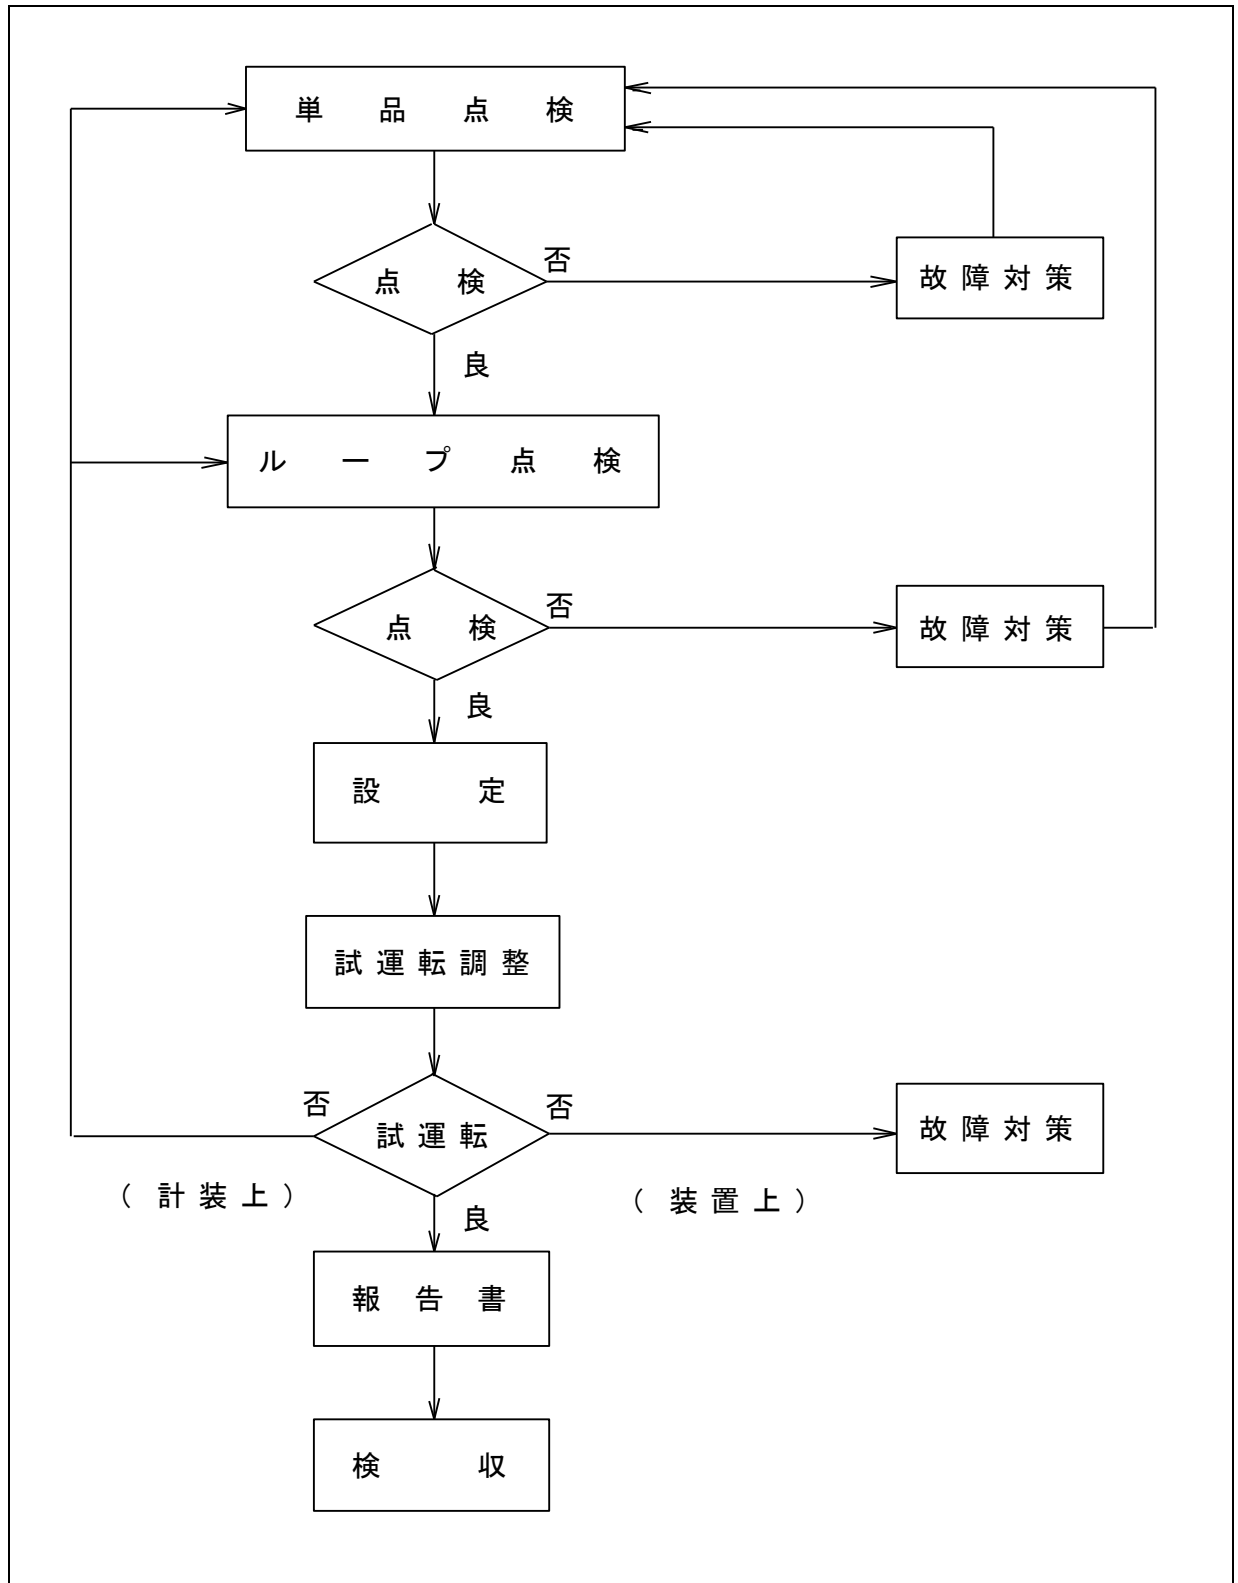 単品点検
否
点検
故障対策
良
ループ点検
否
点検
故障対策
良
設定
試運転調整
否
否
試運転
故障対策
（計装上）
（装置上）
良
報告書
検収